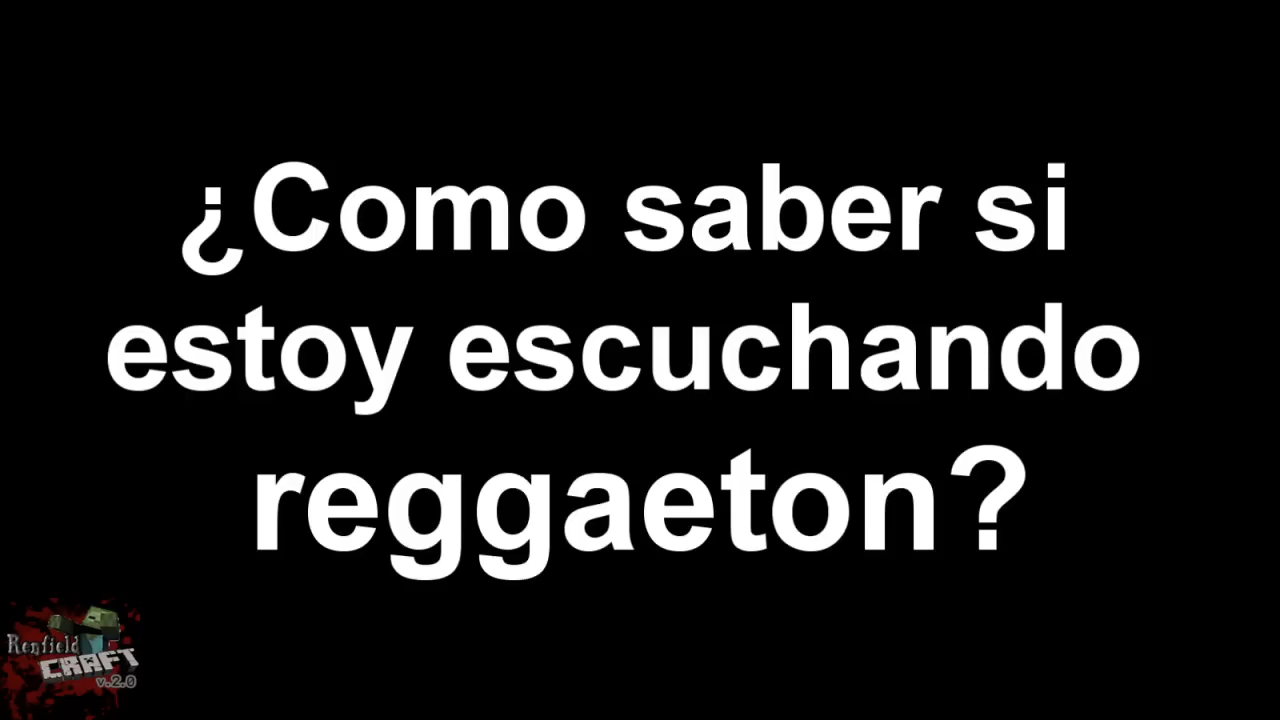 ¿Como saber si
estoy escuchando
reggaeton?
Renfield
CRAFT
v.2.0